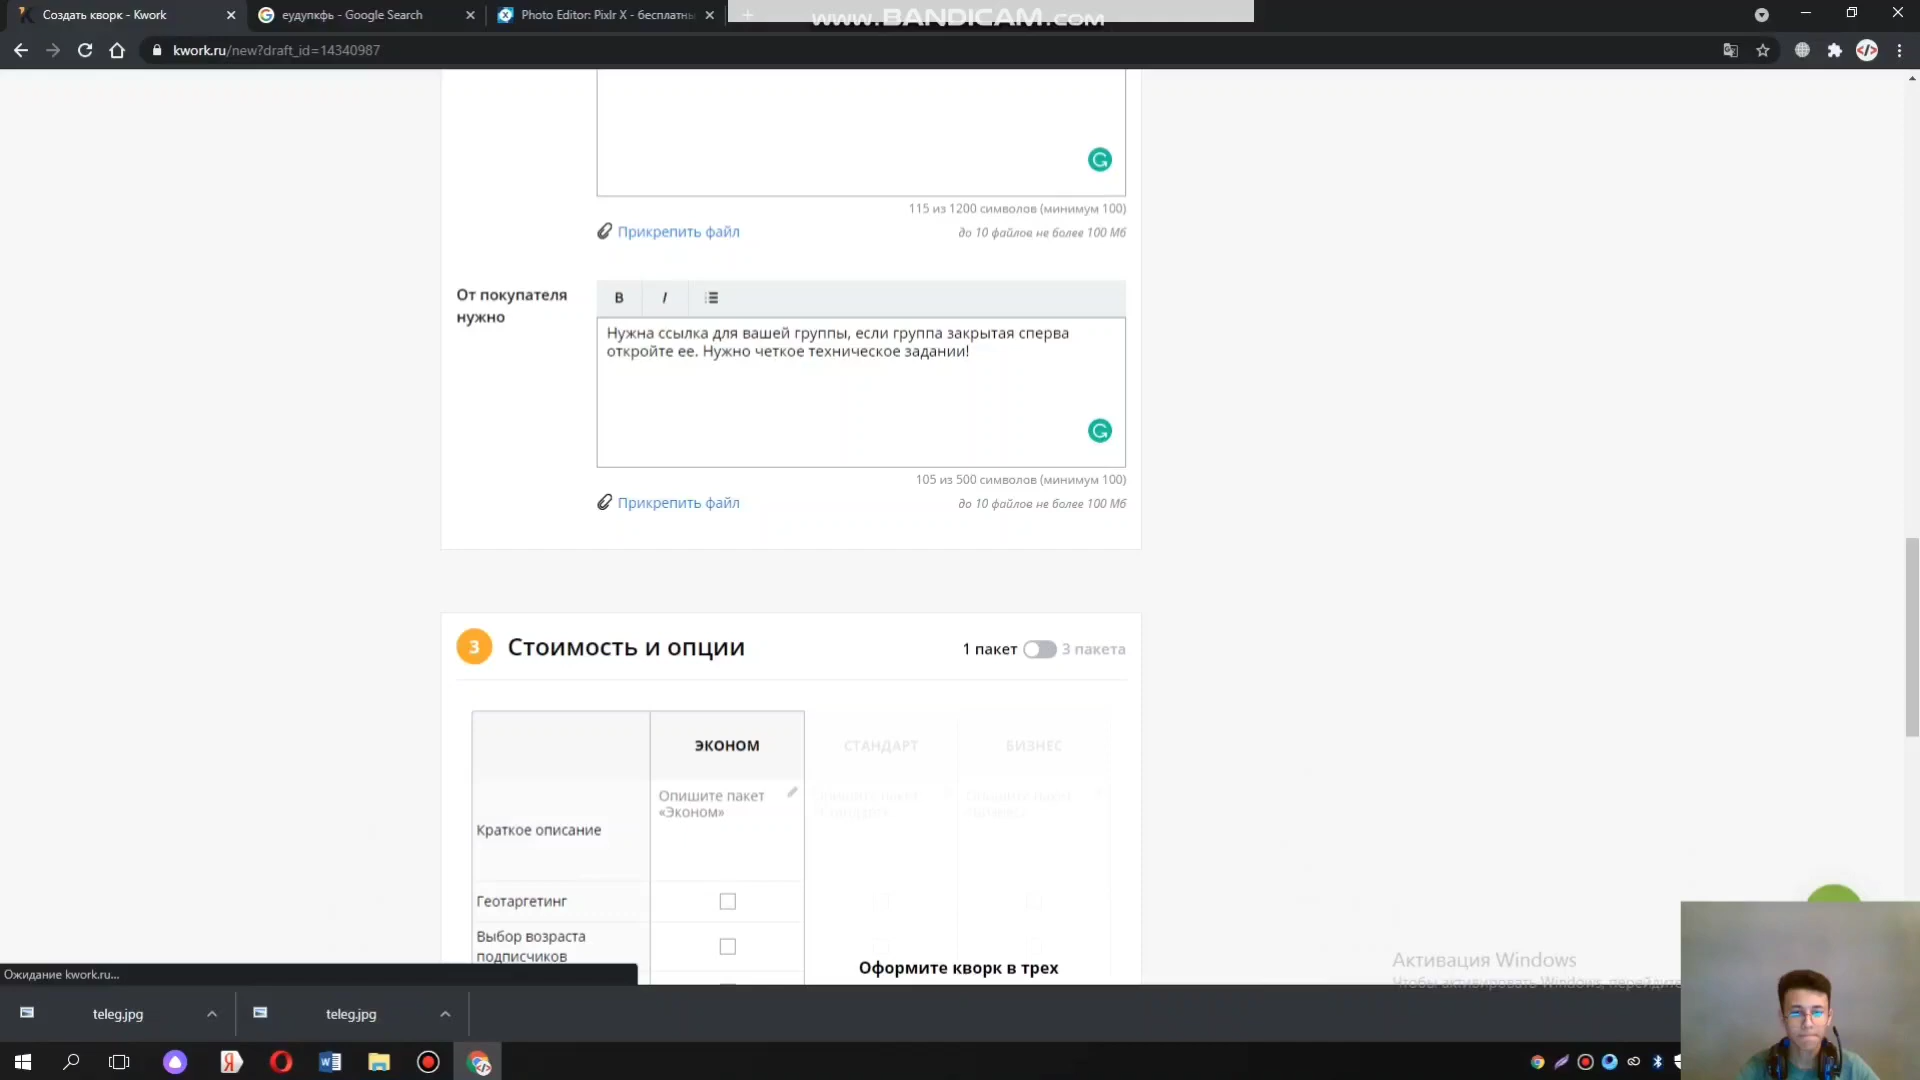 Создать кворк - Kwork
еудупкфь - Google Search
Photo Editor: Pixlr X - бесплатны
www.BANDICAM.com
kwork.ru/new?draft_id=14340987
115 из 1200 символов (минимум 100)
Прикрепить файл
до 10 файлов не более 100 Мб
От покупателя
нужно
B I
Нужна ссылка для вашей группы, если группа закрытая сперва
откройте ее. Нужно четкое техническое задании!
105 из 500 символов (минимум 100)
Прикрепить файл
до 10 файлов не более 100 Мб
3 Стоимость и опции
1 пакет 3 пакета
ЭКОНОМ СТАНДАРТ БИЗНЕС
Опишите пакет
«Эконом»
Краткое описание
Геотаргетинг
Выбор возраста
подписчиков
Оформите кворк в трех
Ожидание kwork.ru...
Активация Windows
Чтобы активировать Windows, перейдите
teleg.jpg
teleg.jpg